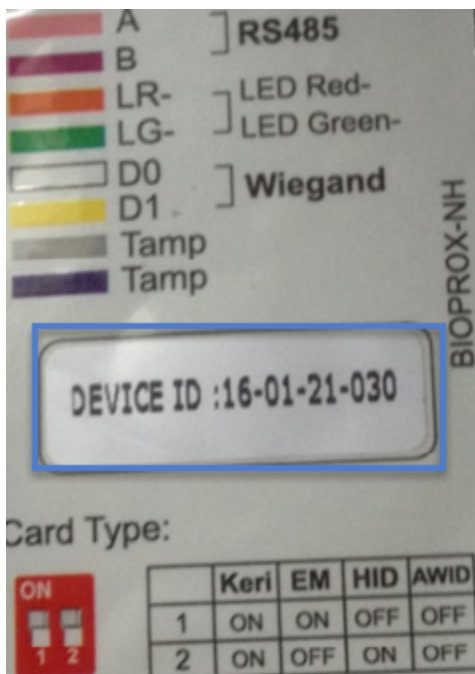 A
RS485
B
LR-
LED Red-
LG-
LED Green-
D0
Wiegand
D1
Tamp
Tamp
BIOPROX-NH
DEVICE ID :16-01-21-030
Card Type:
ON
1 2
Keri EM HID AWID
1 ON ON OFF OFF
2 ON OFF ON OFF